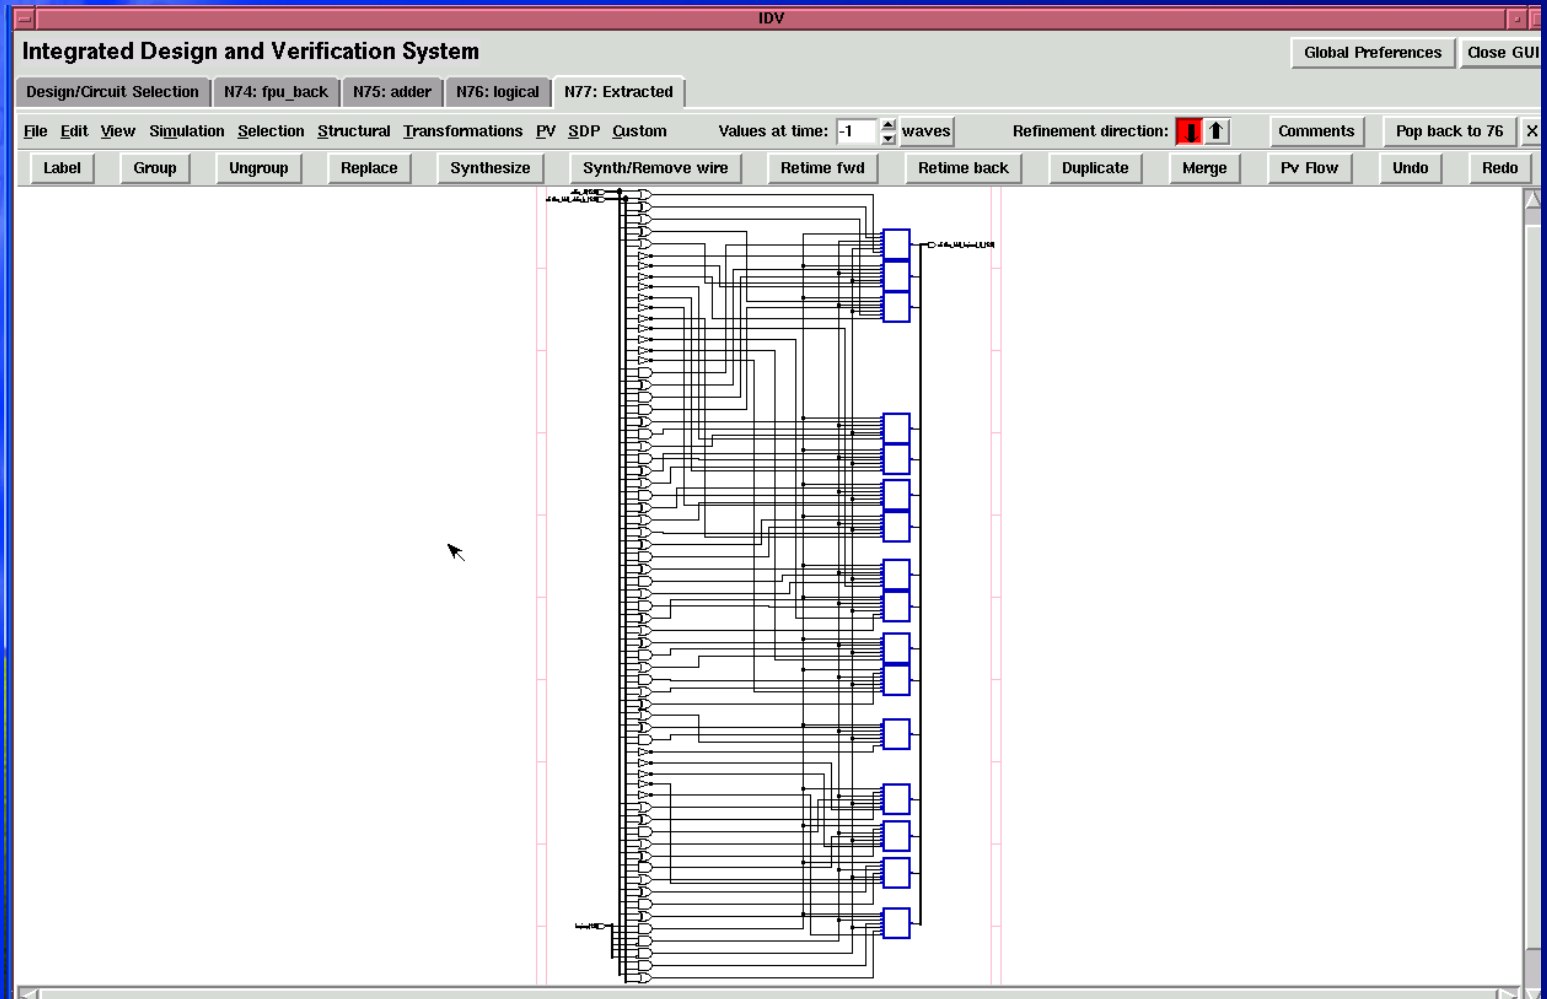 IDV
Integrated Design and Verification System
Global Preferences
Close GUI
Design/Circuit Selection
N74: fpu_back
N75: adder
N76: logical
N77: Extracted
File Edit View Simulation Selection Structural Transformations PV SDP Custom
Values at time: -1
waves
Refinement direction:
Comments
Pop back to 76
X
Label
Group
Ungroup
Replace
Synthesize
Synth/Remove wire
Retime fwd
Retime back
Duplicate
Merge
Pv Flow
Undo
Redo